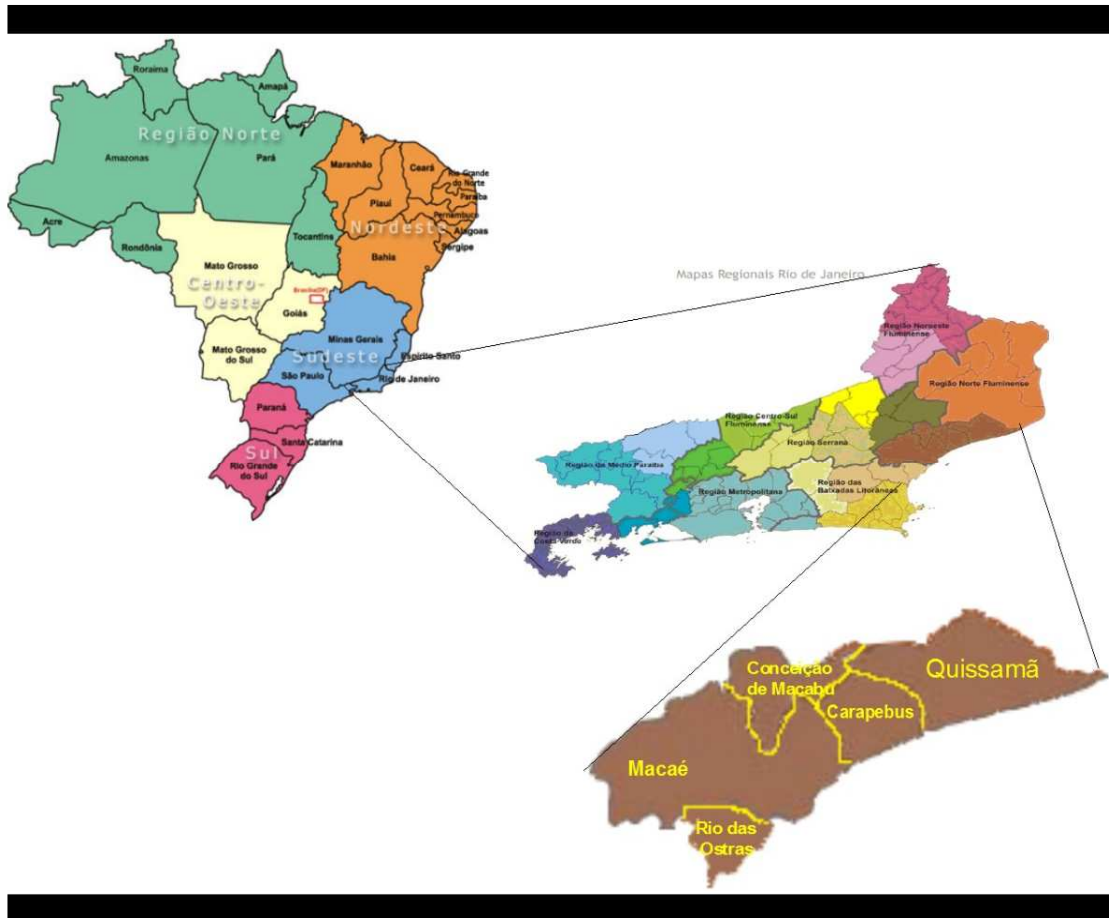 Roraima
Amapá
Região Norte
Amazonas
Pará
Maranhão
Ceará
Rio Grande
do Norte
Paraíba
Piauí
Pernambuco
Nordeste
Alagoas
Sergipe
Acre
Rondônia
Tocantins
Bahia
Mato Grosso
Centro-
Oeste
Brasília(DF)
Goiás
Minas Gerais
Sudeste
Espírito Santo
Mato Grosso
do Sul
São Paulo
Rio de Janeiro
Paraná
Santa Catarina
Sul
Rio Grande
do Sul
Mapas Regionais Rio de Janeiro
Região Noroeste
Fluminense
Região Norte Fluminense
Região Centro-Sul
Fluminense
Região Serrana
Região do Médio Paraíba
Região Metropolitana
Região das
Baixadas Litorâneas
Região da
Costa Verde
Conceição
de Macabu
Quissamã
Carapebus
Macaé
Rio das
Ostras